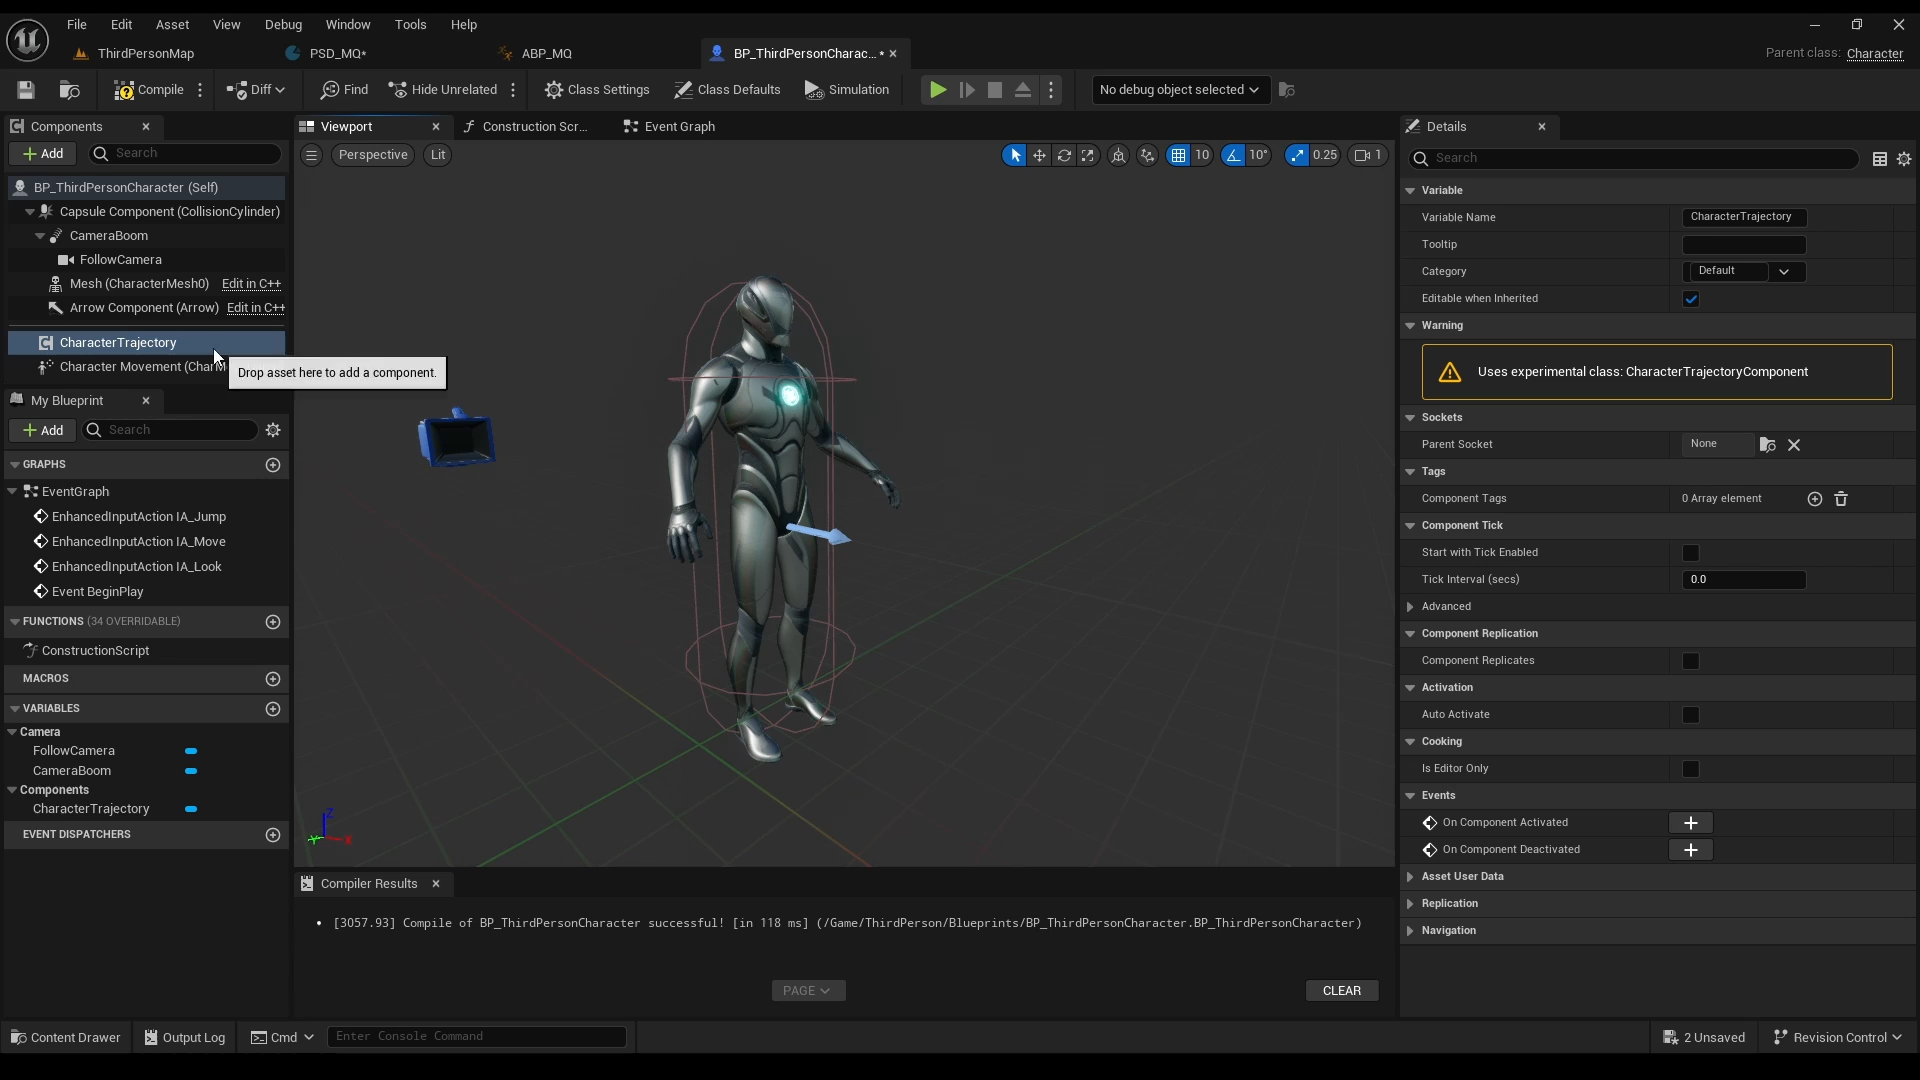 File Edit Asset View Debug Window Tools Help
ThirdPersonMap PSD_MQ* ABP_MQ BP_ThirdPersonCharac... * Parent class: Character
Compile Diff Find Hide Unrelated Class Settings Class Defaults Simulation No debug object selected
Components
Add Search
BP_ThirdPersonCharacter (Self)
Capsule Component (CollisionCylinder)
CameraBoom
FollowCamera
Mesh (CharacterMesh0) Edit in C++
Arrow Component (Arrow) Edit in C++
CharacterTrajectory
Character Movement (CharM
Drop asset here to add a component.
My Blueprint
Add Search
GRAPHS
EventGraph
EnhancedInputAction IA_Jump
EnhancedInputAction IA_Move
EnhancedInputAction IA_Look
Event BeginPlay
FUNCTIONS (34 OVERRIDABLE)
ConstructionScript
MACROS
VARIABLES
Camera
FollowCamera
CameraBoom
Components
CharacterTrajectory
EVENT DISPATCHERS
Viewport Construction Scr... Event Graph
Perspective Lit 10 10° 0.25 1
Z
Y X
Compiler Results
• [3057.93] Compile of BP_ThirdPersonCharacter successful! [in 118 ms] (/Game/ThirdPerson/Blueprints/BP_ThirdPersonCharacter.BP_ThirdPersonCharacter)
PAGE CLEAR
Details
Search
Variable
Variable Name CharacterTrajectory
Tooltip
Category Default
Editable when Inherited
Warning
Uses experimental class: CharacterTrajectoryComponent
Sockets
Parent Socket None
Tags
Component Tags 0 Array element
Component Tick
Start with Tick Enabled
Tick Interval (secs) 0.0
Advanced
Component Replication
Component Replicates
Activation
Auto Activate
Cooking
Is Editor Only
Events
On Component Activated
On Component Deactivated
Asset User Data
Replication
Navigation
Content Drawer Output Log Cmd Enter Console Command 2 Unsaved Revision Control